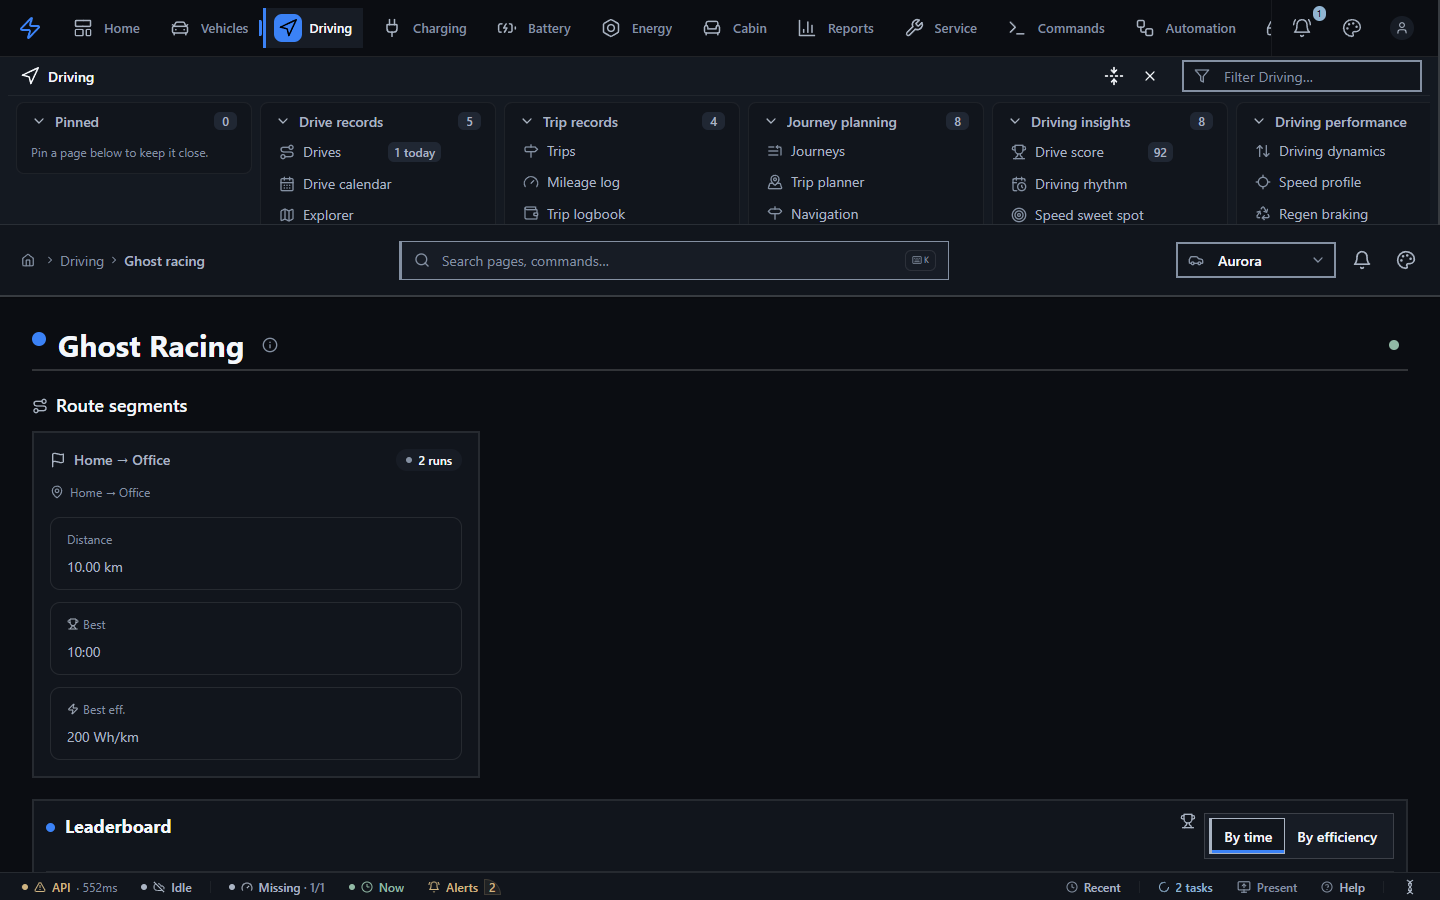 Home Vehicles Driving Charging Battery Energy Cabin Reports Service Commands Automation 1
Driving Filter Driving...
Pinned 0
Pin a page below to keep it close.
Drive records 5
Drives 1 today
Drive calendar
Explorer
Trip records 4
Trips
Mileage log
Trip logbook
Journey planning 8
Journeys
Trip planner
Navigation
Driving insights 8
Drive score 92
Driving rhythm
Speed sweet spot
Driving performance
Driving dynamics
Speed profile
Regen braking
Driving Ghost racing Search pages, commands... K Aurora
Ghost Racing
Route segments
Home → Office 2 runs
Home → Office
Distance
10.00 km
Best
10:00
Best eff.
200 Wh/km
Leaderboard By time By efficiency
API · 552ms Idle Missing · 1/1 Now Alerts 2 Recent 2 tasks Present Help